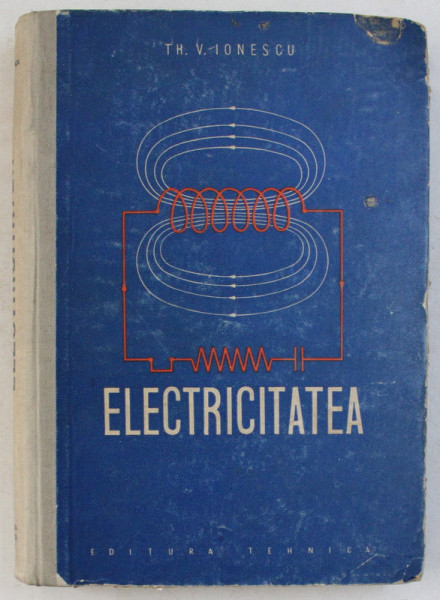 TH. V. IONESCU
ELECTRICITATEA
EDITURA TEHNICA